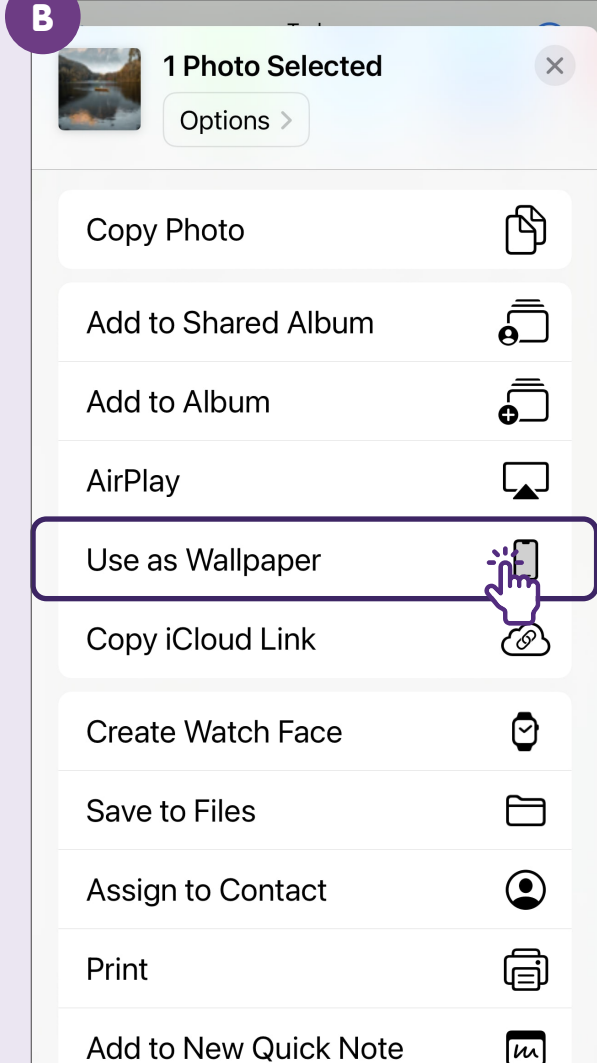 B
1 Photo Selected
Options
Copy Photo
Add to Shared Album
Add to Album
AirPlay
Use as Wallpaper
Copy iCloud Link
Create Watch Face
Save to Files
Assign to Contact
Print
Add to New Quick Note